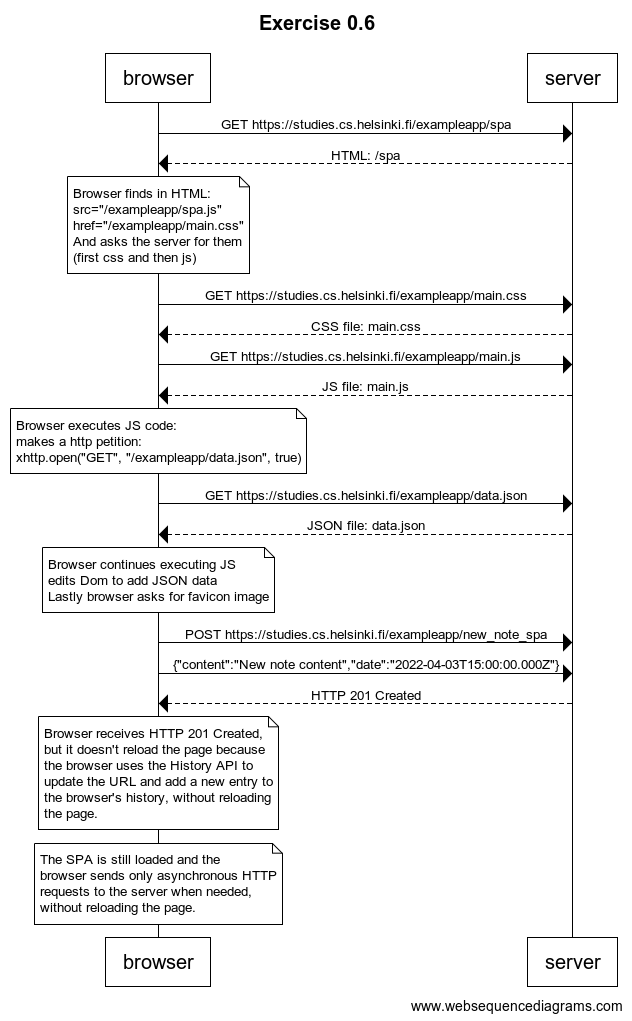 Exercise 0.6
browser
server
GET https://studies.cs.helsinki.fi/exampleapp/spa
HTML: /spa
Browser finds in HTML:
src="/exampleapp/spa.js"
href="/exampleapp/main.css"
And asks the server for them
(first css and then js)
GET https://studies.cs.helsinki.fi/exampleapp/main.css
CSS file: main.css
GET https://studies.cs.helsinki.fi/exampleapp/main.js
JS file: main.js
Browser executes JS code:
makes a http petition:
xhttp.open("GET", "/exampleapp/data.json", true)
GET https://studies.cs.helsinki.fi/exampleapp/data.json
JSON file: data.json
Browser continues executing JS
edits Dom to add JSON data
Lastly browser asks for favicon image
POST https://studies.cs.helsinki.fi/exampleapp/new_note_spa
{"content":"New note content","date":"2022-04-03T15:00:00.000Z"}
HTTP 201 Created
Browser receives HTTP 201 Created,
but it doesn't reload the page because
the browser uses the History API to
update the URL and add a new entry to
the browser's history, without reloading
the page.
The SPA is still loaded and the
browser sends only asynchronous HTTP
requests to the server when needed,
without reloading the page.
browser
server
www.websequencediagrams.com